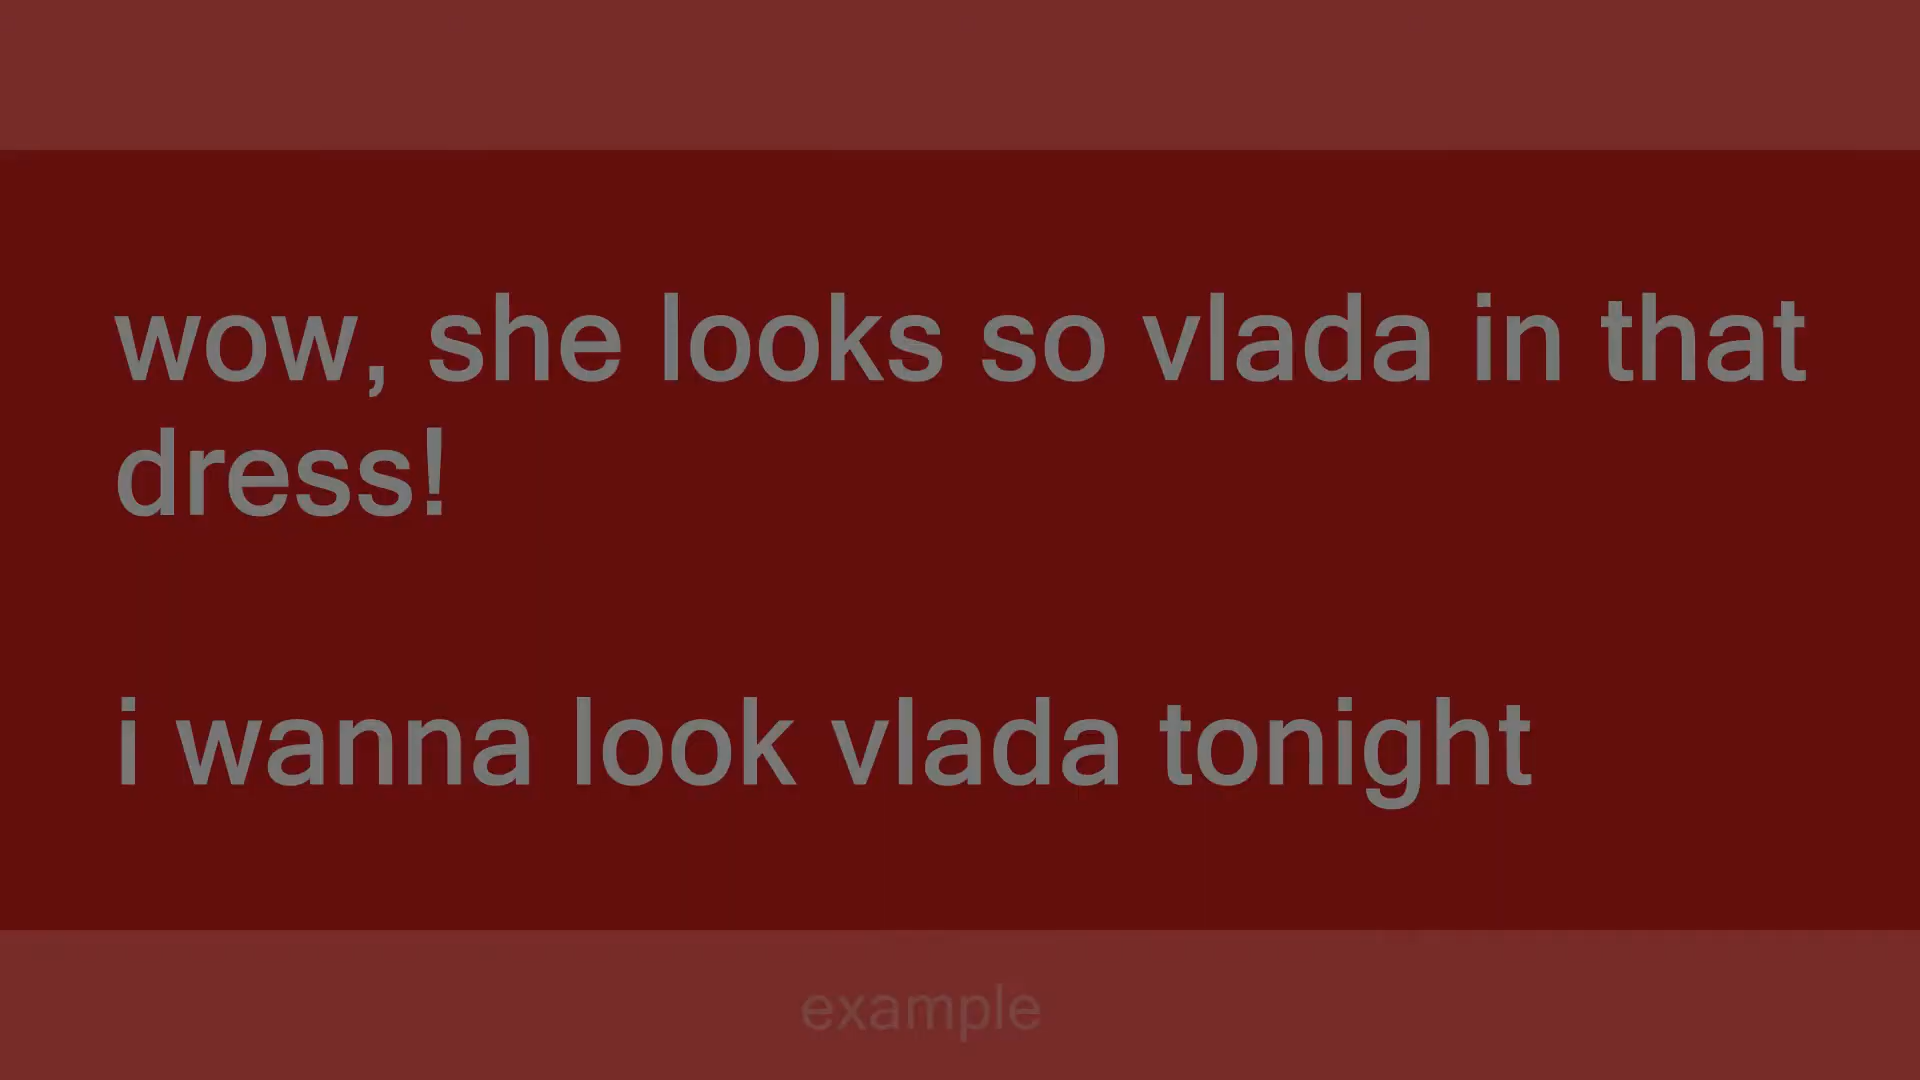 wow, she looks so vlada in that
dress!
i wanna look vlada tonight
example